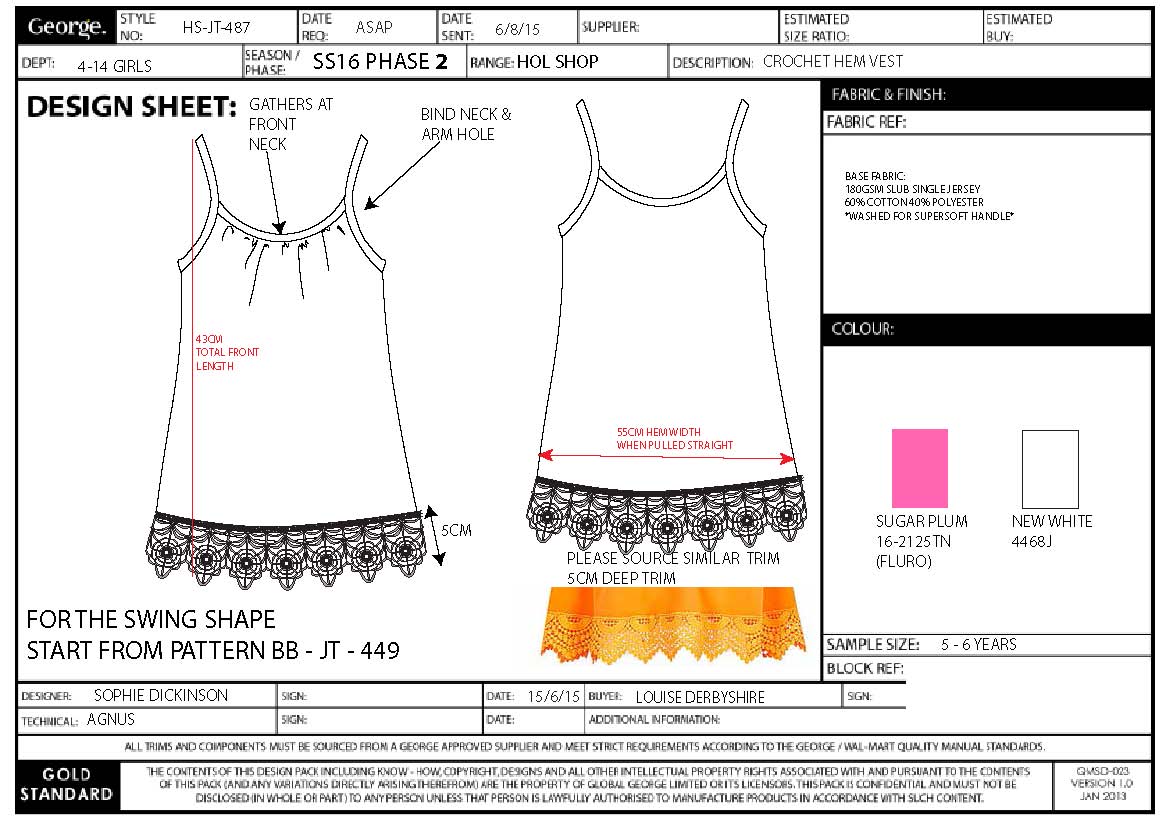 George.
STYLE NO: HS-JT-487
DATE REQ: ASAP
DATE SENT: 6/8/15
SUPPLIER:
ESTIMATED SIZE RATIO:
ESTIMATED BUY:
DEPT: 4-14 GIRLS
SEASON / PHASE: SS16 PHASE 2
RANGE: HOL SHOP
DESCRIPTION: CROCHET HEM VEST
DESIGN SHEET:
GATHERS AT
FRONT
NECK
BIND NECK &
ARM HOLE
43CM
TOTAL FRONT
LENGTH
55CM HEM WIDTH
WHEN PULLED STRAIGHT
5CM
PLEASE SOURCE SIMILAR TRIM
5CM DEEP TRIM
FOR THE SWING SHAPE
START FROM PATTERN BB - JT - 449
FABRIC & FINISH:
FABRIC REF:
BASE FABRIC:
180GSM SLUB SINGLE JERSEY
60% COTTON 40% POLYESTER
*WASHED FOR SUPERSOFT HANDLE*
COLOUR:
SUGAR PLUM
16-2125TN
(FLURO)
NEW WHITE
4468J
SAMPLE SIZE: 5 - 6 YEARS
BLOCK REF:
DESIGNER: SOPHIE DICKINSON
SIGN:
DATE: 15/6/15
BUYER: LOUISE DERBYSHIRE
SIGN:
TECHNICAL: AGNUS
SIGN:
DATE:
ADDITIONAL INFORMATION:
ALL TRIMS AND COMPONENTS MUST BE SOURCED FROM A GEORGE APPROVED SUPPLIER AND MEET STRICT REQUIREMENTS ACCORDING TO THE GEORGE / WAL-MART QUALITY MANUAL STANDARDS.
GOLD
STANDARD
THE CONTENTS OF THIS DESIGN PACK INCLUDING KNOW - HOW, COPYRIGHT, DESIGNS AND ALL OTHER INTELLECTUAL PROPERTY RIGHTS ASSOCIATED WITH AND PURSUANT TO THE CONTENTS
OF THIS PACK (AND ANY VARIATIONS DIRECTLY ARISING THEREFROM) ARE THE PROPERTY OF GLOBAL GEORGE LIMITED OR ITS LICENSORS. THIS PACK IS CONFIDENTIAL AND MUST NOT BE
DISCLOSED (IN WHOLE OR PART) TO ANY PERSON UNLESS THAT PERSON IS LAWFULLY AUTHORISED TO MANUFACTURE PRODUCTS IN ACCORDANCE WITH SUCH CONTENT.
QMSD-023
VERSION 1.0
JAN 2013